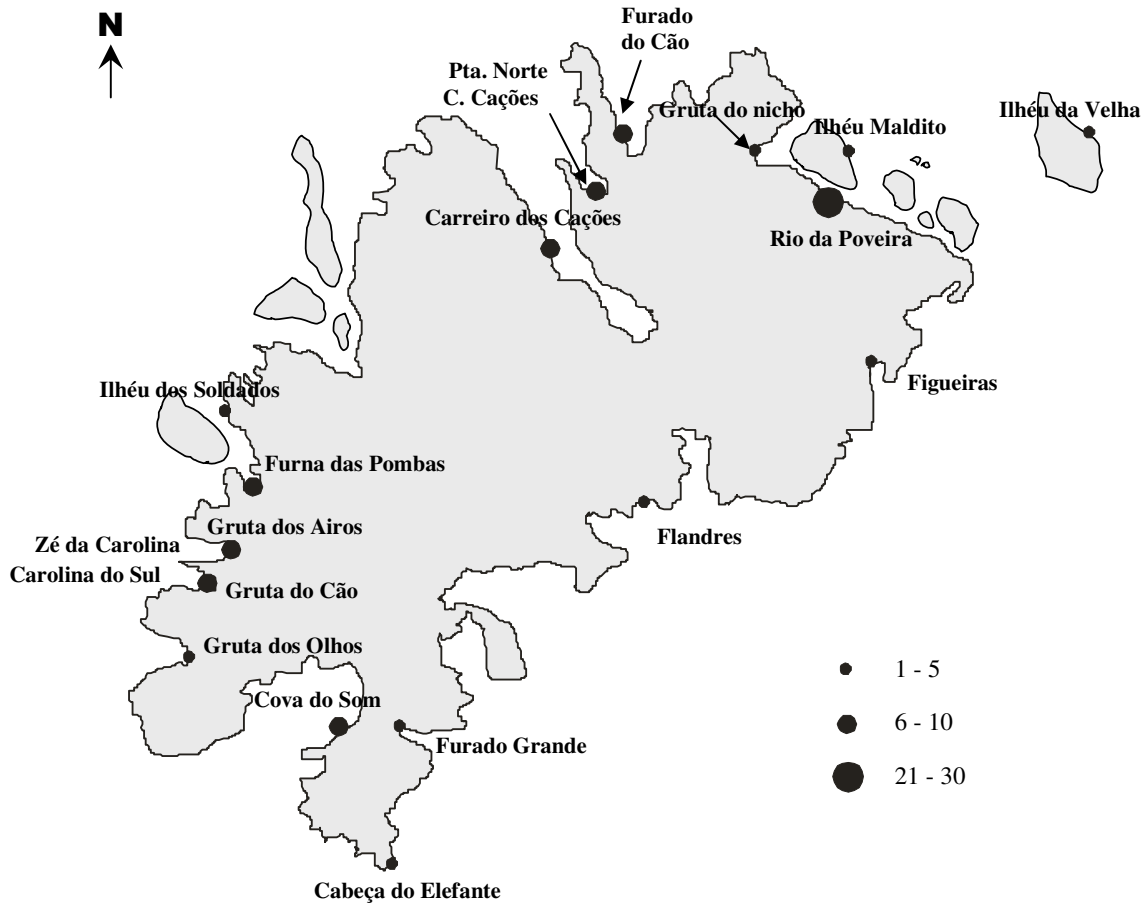 N
Furado
do Cão
Pta. Norte
C. Cações
Gruta do nicho
Ilhéu da Velha
Ilhéu Maldito
Carreiro dos Cações
Rio da Poveira
Ilhéu dos Soldados
Figueiras
Furna das Pombas
Gruta dos Airos
Flandres
Zé da Carolina
Carolina do Sul
Gruta do Cão
Gruta dos Olhos
1 - 5
Cova do Som
6 - 10
Furado Grande
21 - 30
Cabeça do Elefante